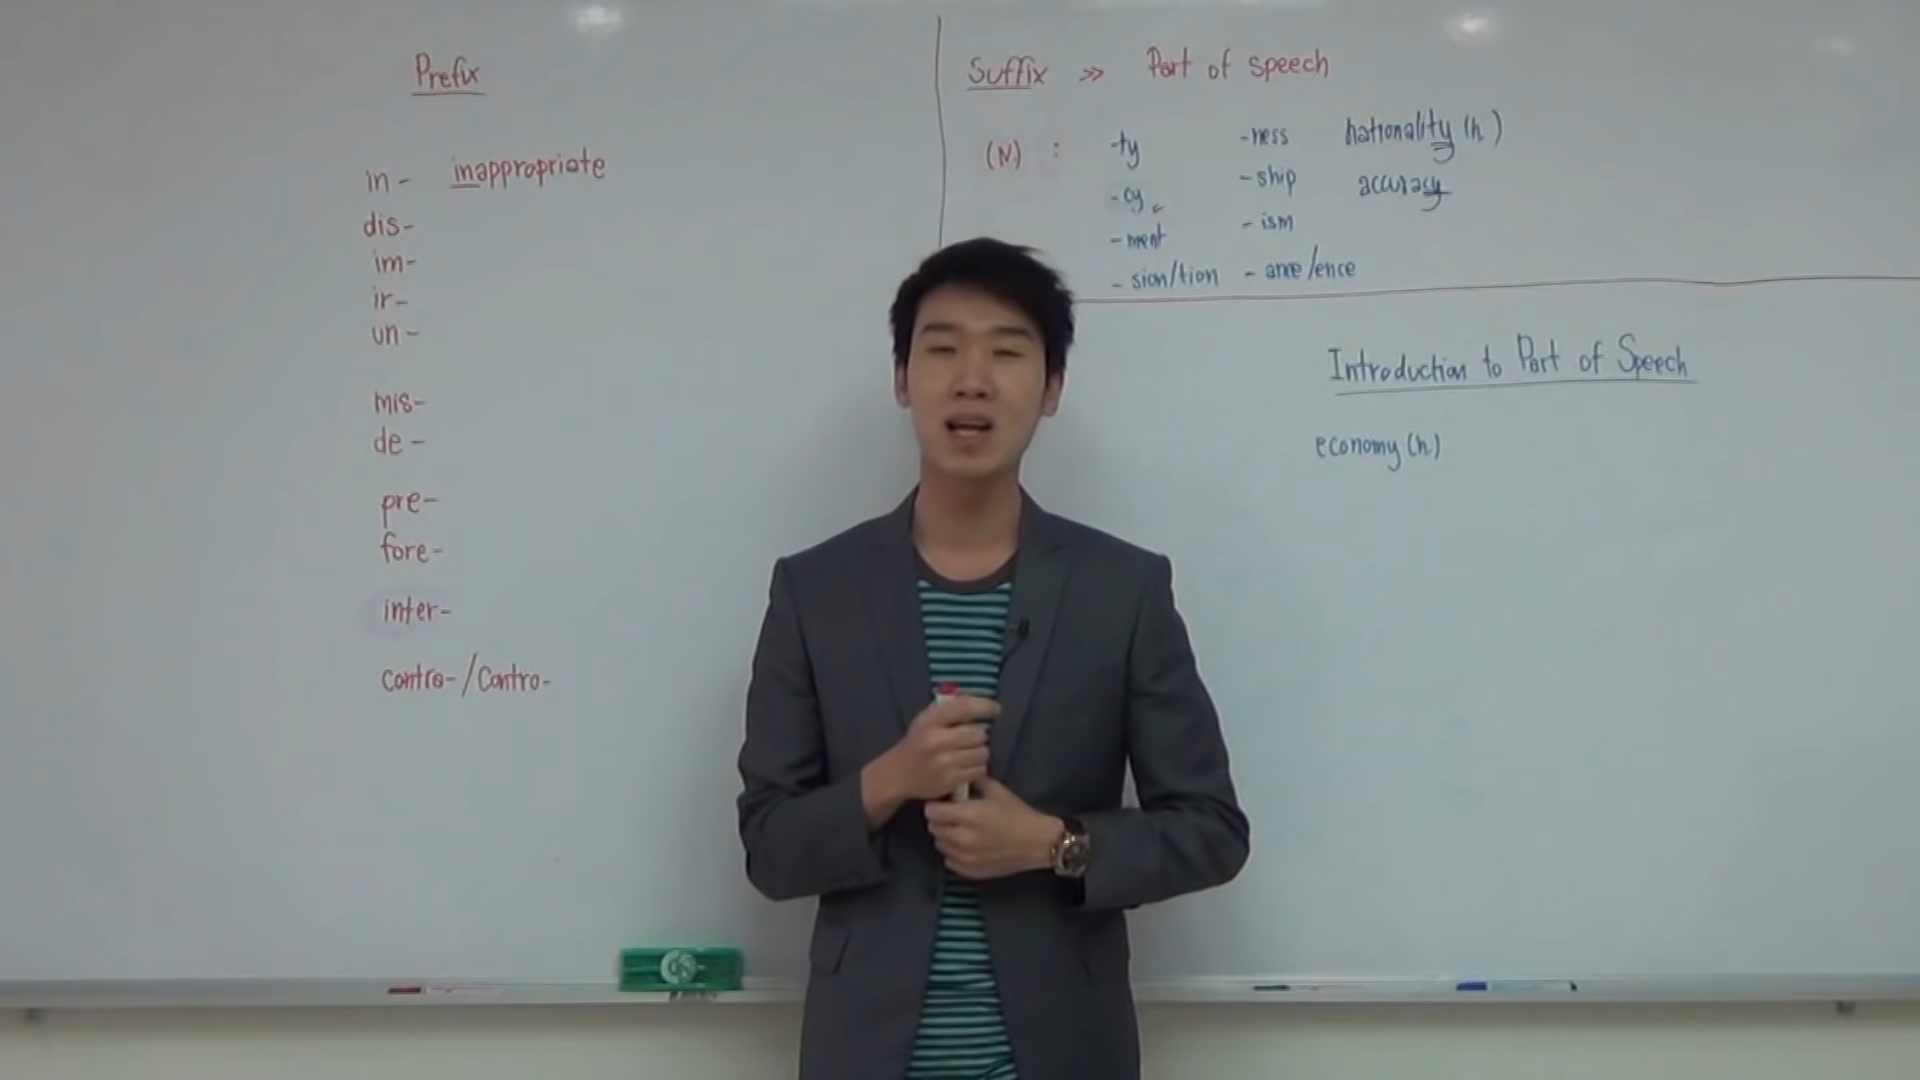 Prefix
in- inappropriate
dis-
im-
ir-
un-
mis-
de-
pre-
fore-
inter-
contra-/Contro-
Suffix >> Part of speech
(N) : -ty -ness nationality (n)
-cy -ship accuracy
-ment -ism
-sion/tion -ance/ence
Introduction to Part of Speech
economy (n)